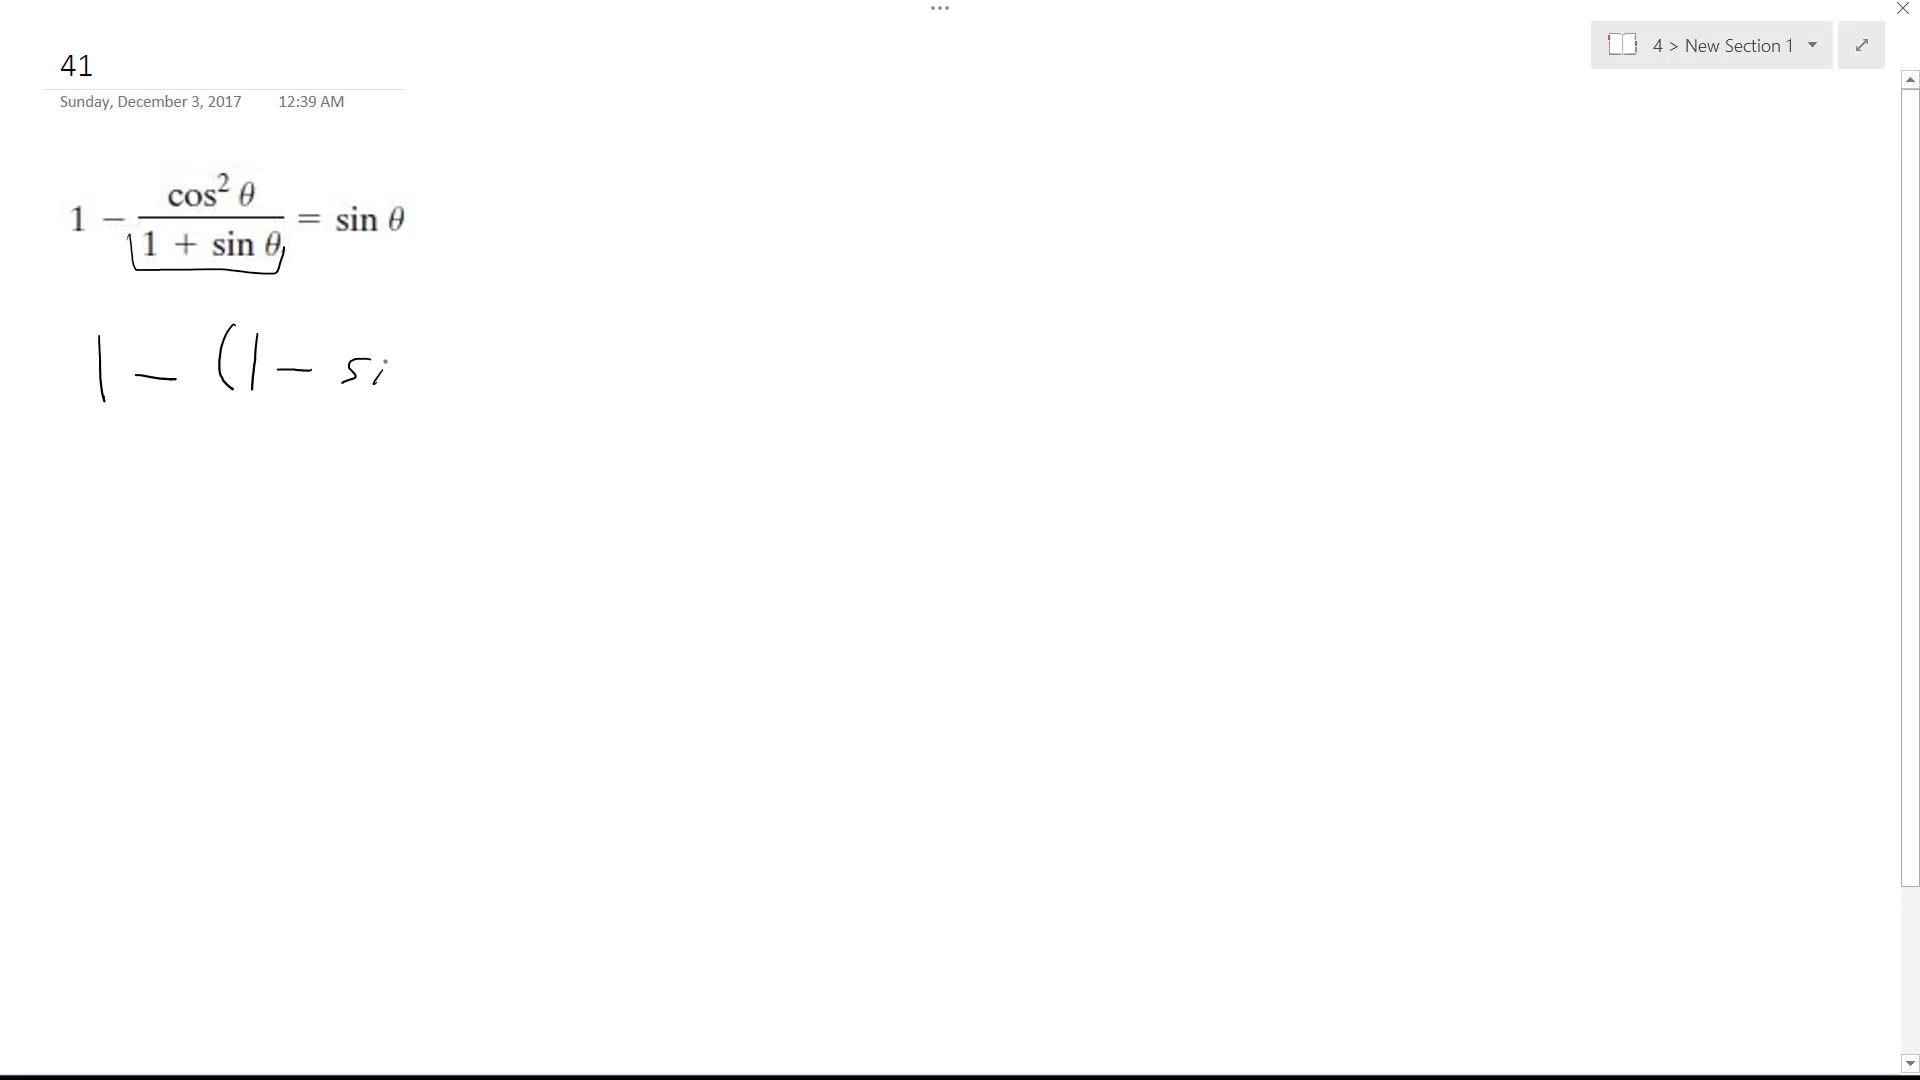 4 > New Section 1
41
Sunday, December 3, 2017 12:39 AM
1 - cos² θ / 1 + sin θ = sin θ
1 - (1 - si